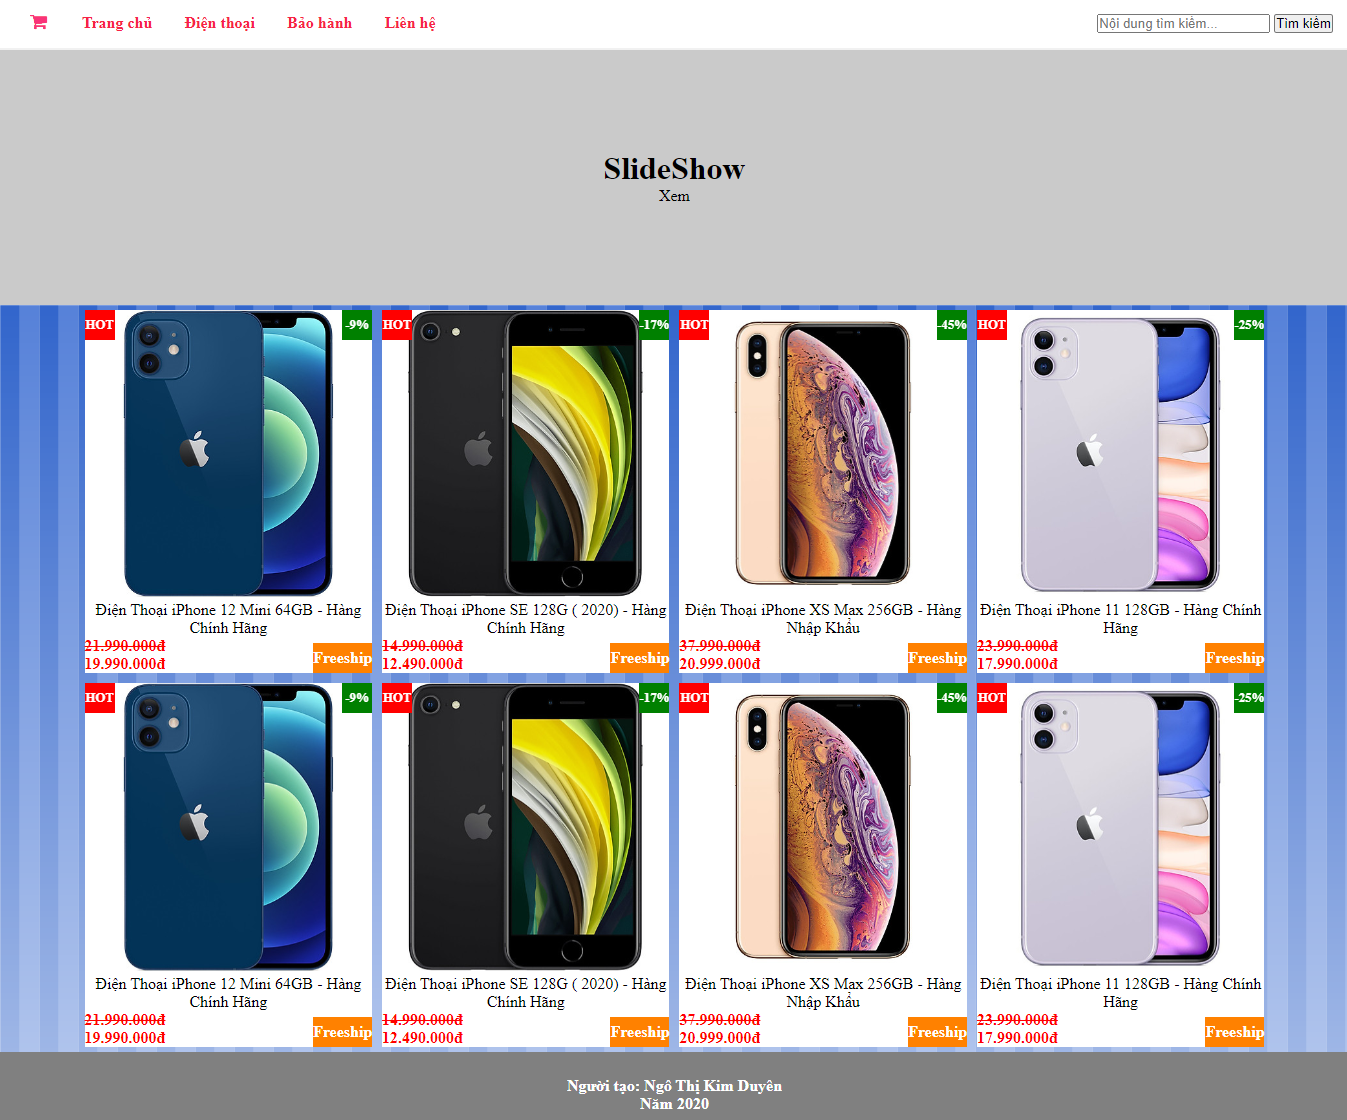 Trang chủ Điện thoại Bảo hành Liên hệ Nội dung tìm kiếm... Tìm kiếm
SlideShow
Xem
HOT -9% HOT -17% HOT -45% HOT -25%
Điện Thoại iPhone 12 Mini 64GB - Hàng
Chính Hãng
21.990.000đ
19.990.000đ Freeship
Điện Thoại iPhone SE 128G ( 2020) - Hàng
Chính Hãng
14.990.000đ
12.490.000đ Freeship
Điện Thoại iPhone XS Max 256GB - Hàng
Nhập Khẩu
37.990.000đ
20.999.000đ Freeship
Điện Thoại iPhone 11 128GB - Hàng Chính
Hãng
23.990.000đ
17.990.000đ Freeship
HOT -9% HOT -17% HOT -45% HOT -25%
Điện Thoại iPhone 12 Mini 64GB - Hàng
Chính Hãng
21.990.000đ
19.990.000đ Freeship
Điện Thoại iPhone SE 128G ( 2020) - Hàng
Chính Hãng
14.990.000đ
12.490.000đ Freeship
Điện Thoại iPhone XS Max 256GB - Hàng
Nhập Khẩu
37.990.000đ
20.999.000đ Freeship
Điện Thoại iPhone 11 128GB - Hàng Chính
Hãng
23.990.000đ
17.990.000đ Freeship
Người tạo: Ngô Thị Kim Duyên
Năm 2020